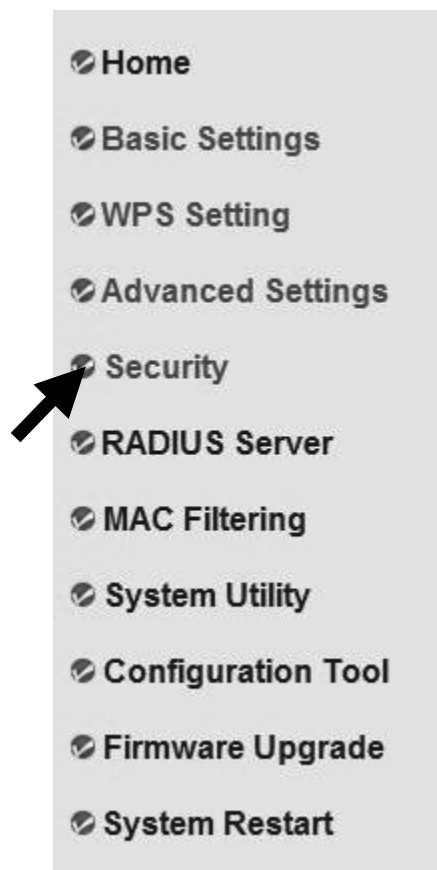 Home
Basic Settings
WPS Setting
Advanced Settings
Security
RADIUS Server
MAC Filtering
System Utility
Configuration Tool
Firmware Upgrade
System Restart